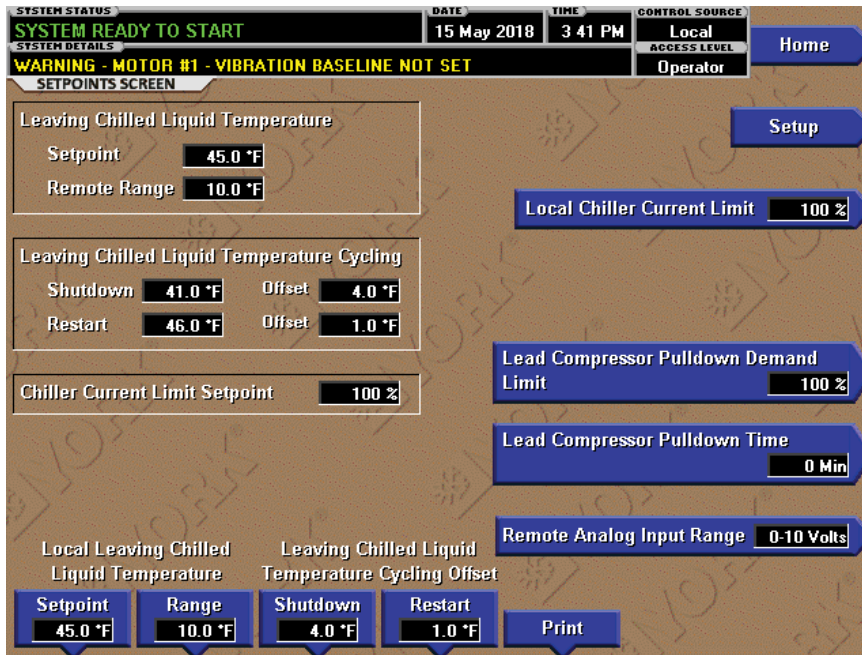 SYSTEM STATUS
SYSTEM READY TO START
DATE
15 May 2018
TIME
3 41 PM
CONTROL SOURCE
Local
SYSTEM DETAILS
WARNING - MOTOR #1 - VIBRATION BASELINE NOT SET
ACCESS LEVEL
Operator
Home
SETPOINTS SCREEN
Leaving Chilled Liquid Temperature
Setpoint 45.0 °F
Remote Range 10.0 °F
Setup
Local Chiller Current Limit 100 %
Leaving Chilled Liquid Temperature Cycling
Shutdown 41.0 °F Offset 4.0 °F
Restart 46.0 °F Offset 1.0 °F
Chiller Current Limit Setpoint 100 %
Lead Compressor Pulldown Demand
Limit 100 %
Lead Compressor Pulldown Time
0 Min
Remote Analog Input Range 0-10 Volts
Local Leaving Chilled
Liquid Temperature
Setpoint
45.0 °F
Range
10.0 °F
Leaving Chilled Liquid
Temperature Cycling Offset
Shutdown
4.0 °F
Restart
1.0 °F
Print
YORK